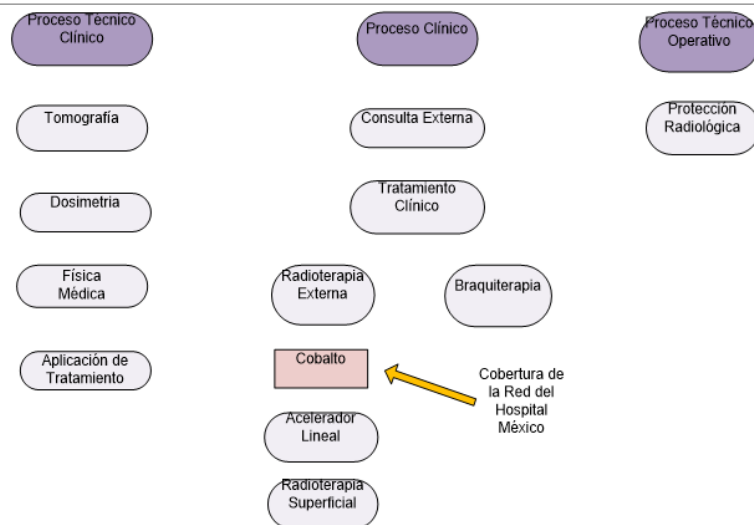 Proceso Técnico
Clínico
Proceso Clínico
Proceso Técnico
Operativo
Tomografía
Consulta Externa
Protección
Radiológica
Dosimetria
Tratamiento
Clínico
Física
Médica
Radioterapia
Externa
Braquiterapia
Aplicación de
Tratamiento
Cobalto
Cobertura de
la Red del
Hospital
México
Acelerador
Lineal
Radioterapia
Superficial